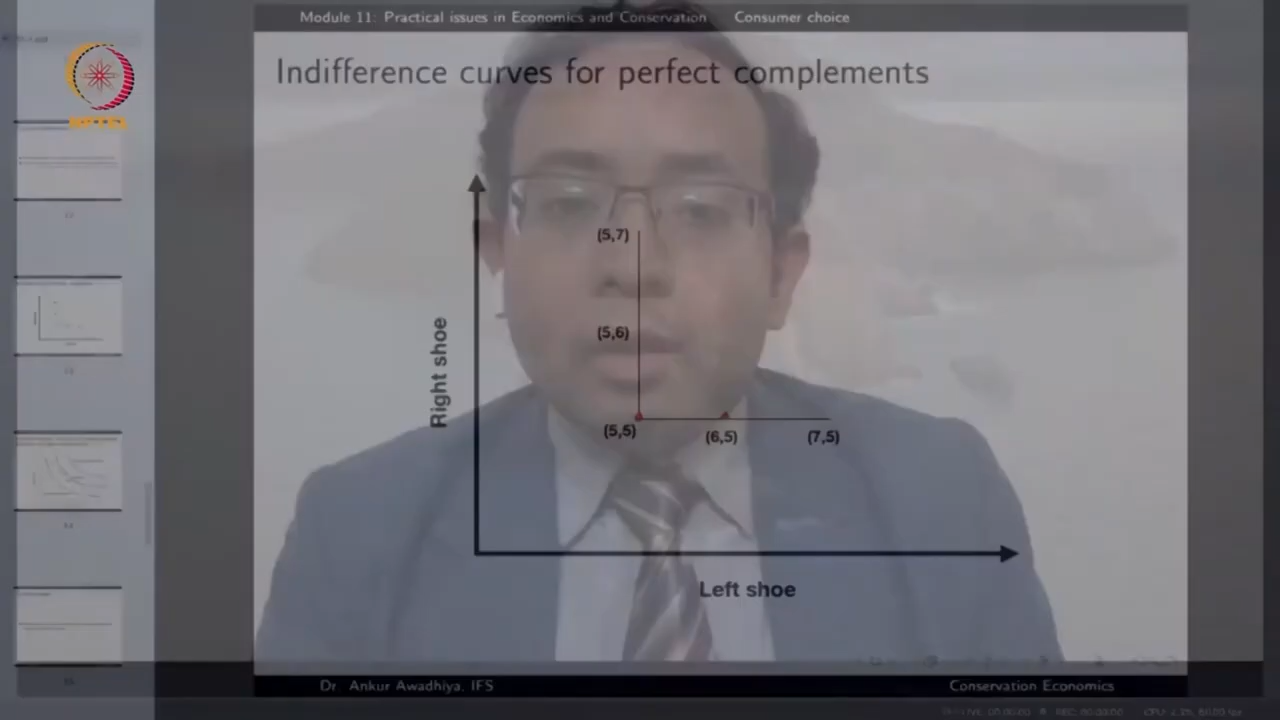 Module 11: Practical issues in Economics and Conservation Consumer choice
Indifference curves for perfect complements
NPTEL
(5,7)
(5,6)
Right shoe
(5,5)
(6,5)
(7,5)
Left shoe
Dr. Ankur Awadhiya, IFS
Conservation Economics